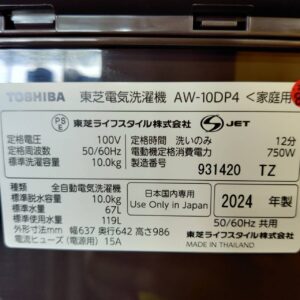 TOSHIBA 東芝電気洗濯機 AW-10DP4 <家庭用
PS E 東芝ライフスタイル株式会社 S JET
定格電圧 100V 定格時間 洗いのみ 12分
定格周波数 50/60Hz 電動機定格消費電力 750W
標準洗濯容量 10.0kg 製造番号 931420 TZ
品名 全自動電気洗濯機
標準脱水容量 10.0kg 日本国内専用 2024 年製
標準水量 67L Use Only in Japan
標準使用水量 119L 50/60Hz 共用
外形寸法mm 幅637 奥行642 高さ986 東芝ライフスタイル株式会社
電流ヒューズ(電源用) 15A MADE IN THAILAND